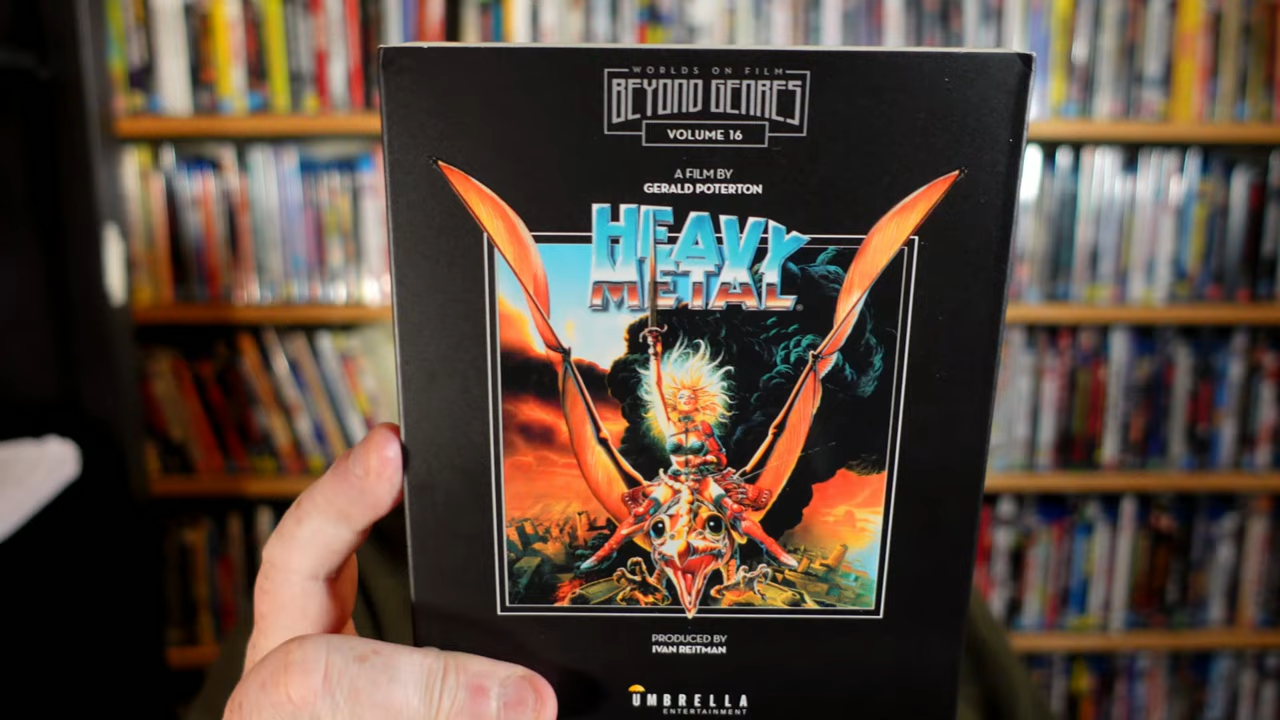 WORLDS ON FILM
BEYOND GENRES
VOLUME 16
A FILM BY
GERALD POTERTON
HEAVY
METAL
PRODUCED BY
IVAN REITMAN
UMBRELLA
ENTERTAINMENT